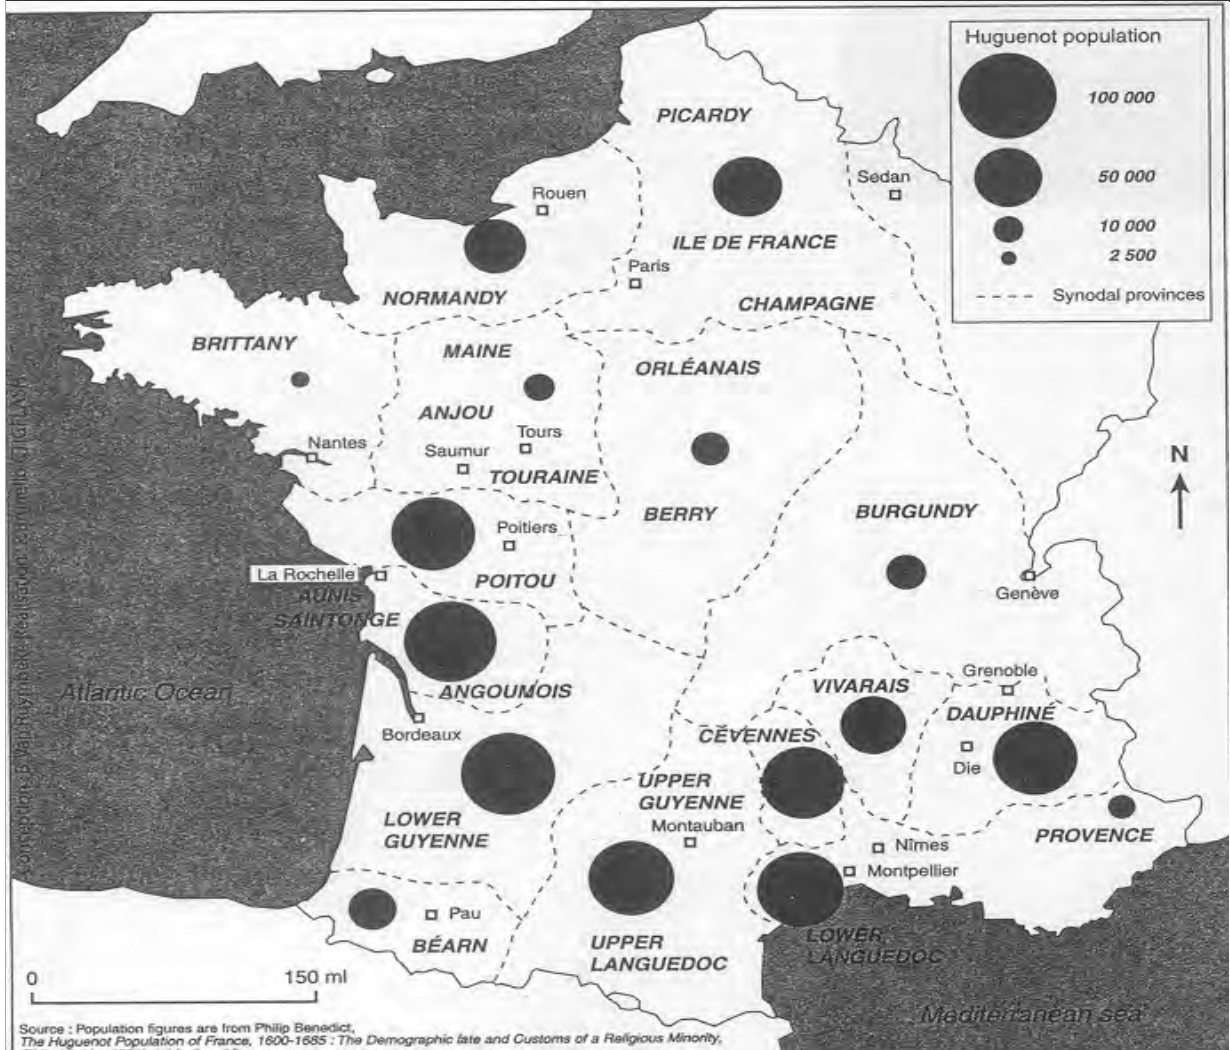 Huguenot population
100 000
50 000
10 000
2 500
Synodal provinces
PICARDY
Sedan
Rouen
ILE DE FRANCE
Paris
NORMANDY
CHAMPAGNE
BRITTANY
MAINE
ORLÉANAIS
ANJOU
Tours
Nantes
Saumur
TOURAINE
N
BERRY
BURGUNDY
Poitiers
La Rochelle
POITOU
Genève
AUNIS
SAINTONGE
Grenoble
Atlantic Ocean
ANGOUMOIS
VIVARAIS
DAUPHINÉ
Bordeaux
CÉVENNES
Die
UPPER
GUYENNE
LOWER
GUYENNE
Montauban
PROVENCE
Nîmes
Montpellier
Pau
BÉARN
UPPER
LANGUEDOC
LOWER
LANGUEDOC
0 150 ml
Mediterranean sea
Source : Population figures are from Philip Benedict,
The Huguenot Population of France, 1600-1685 : The Demographic fate and Customs of a Religious Minority,